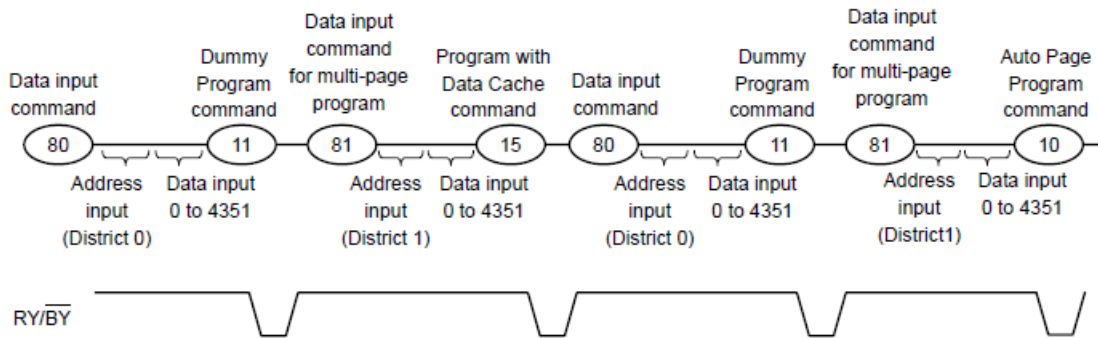 Data input
command
80
Dummy
Program
command
11
Data input
command
for multi-page
program
81
Program with
Data Cache
command
15
Data input
command
80
Dummy
Program
command
11
Data input
command
for multi-page
program
81
Auto Page
Program
command
10
Address
input
(District 0)
Data input
0 to 4351
Address
input
(District 1)
Data input
0 to 4351
Address
input
(District 0)
Data input
0 to 4351
Address
input
(District1)
Data input
0 to 4351
RY/B̅Y̅